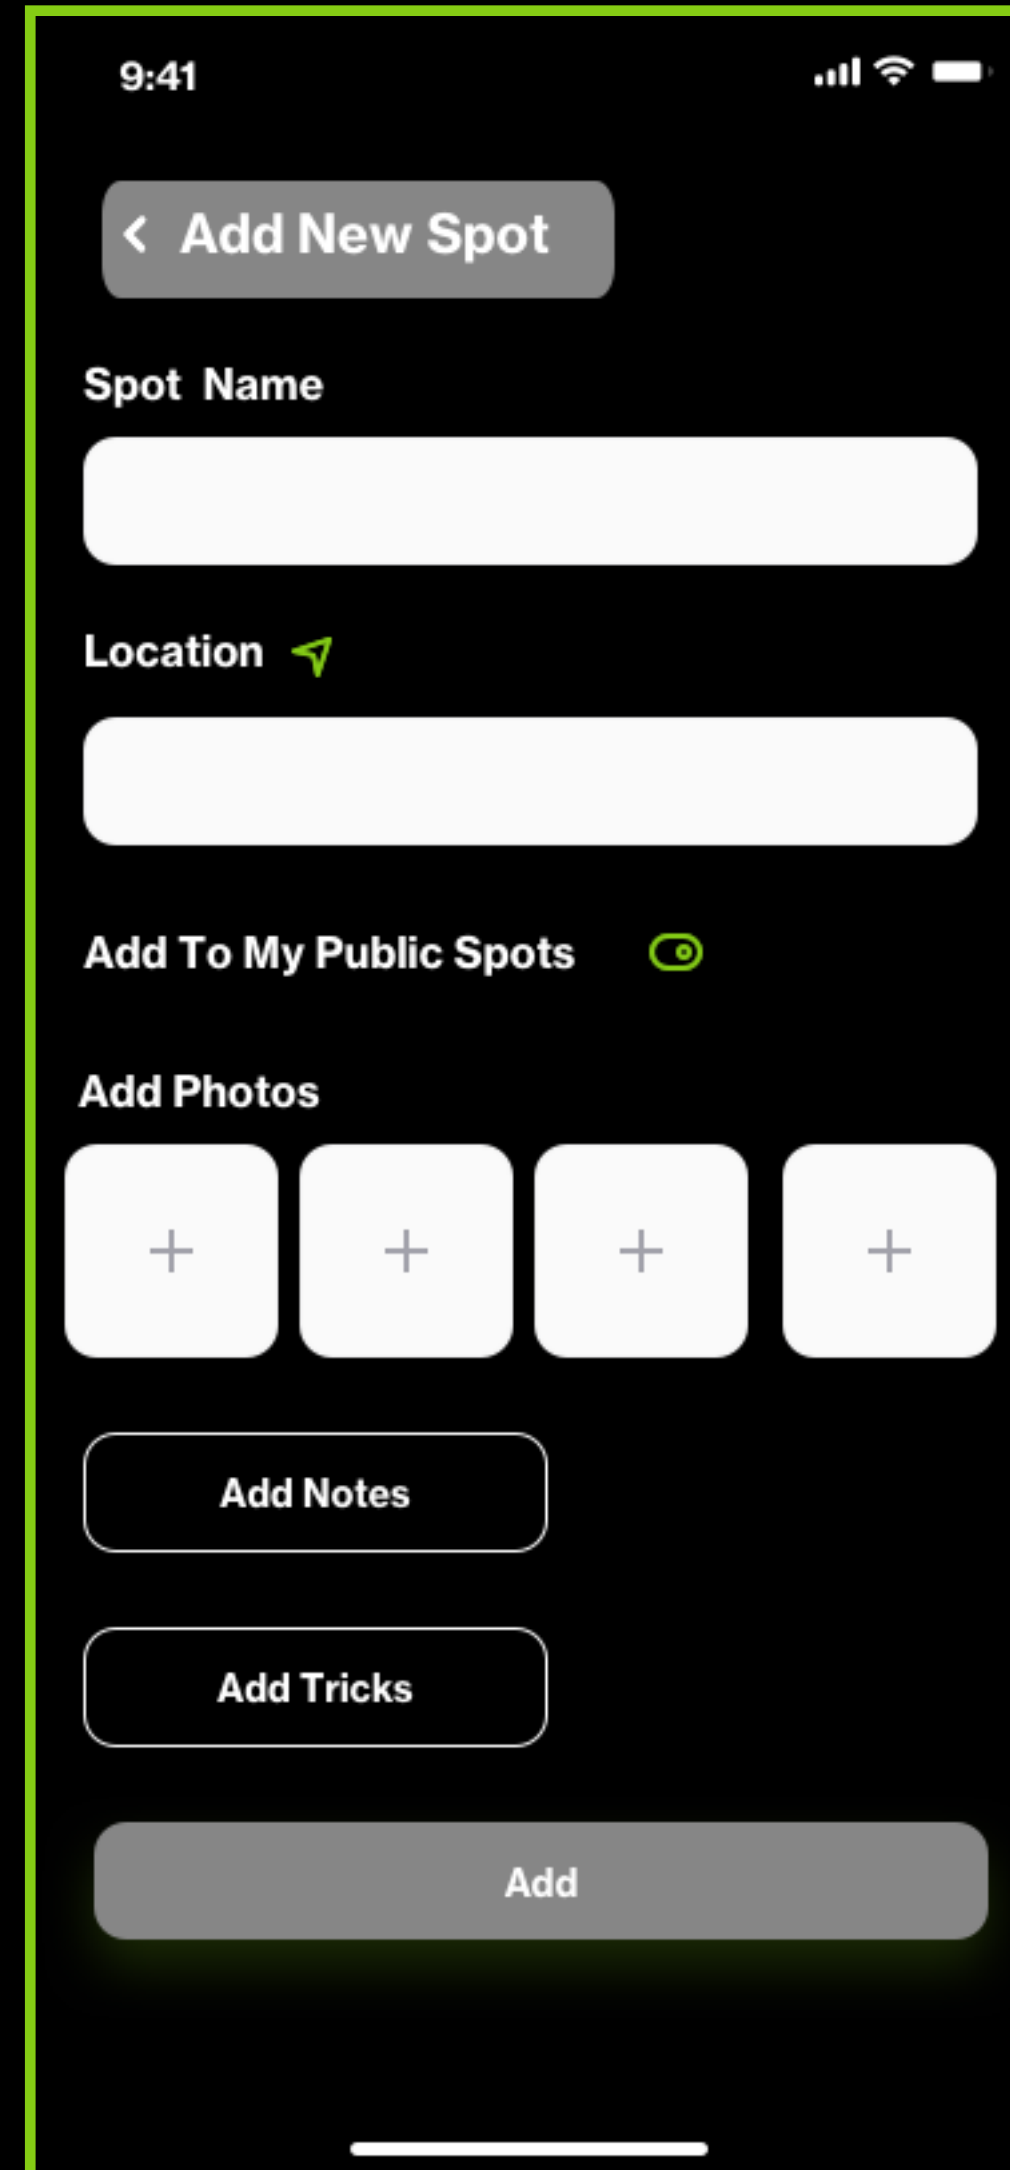 9:41
Add New Spot
Spot Name
Location
Add To My Public Spots
Add Photos
Add Notes
Add Tricks
Add